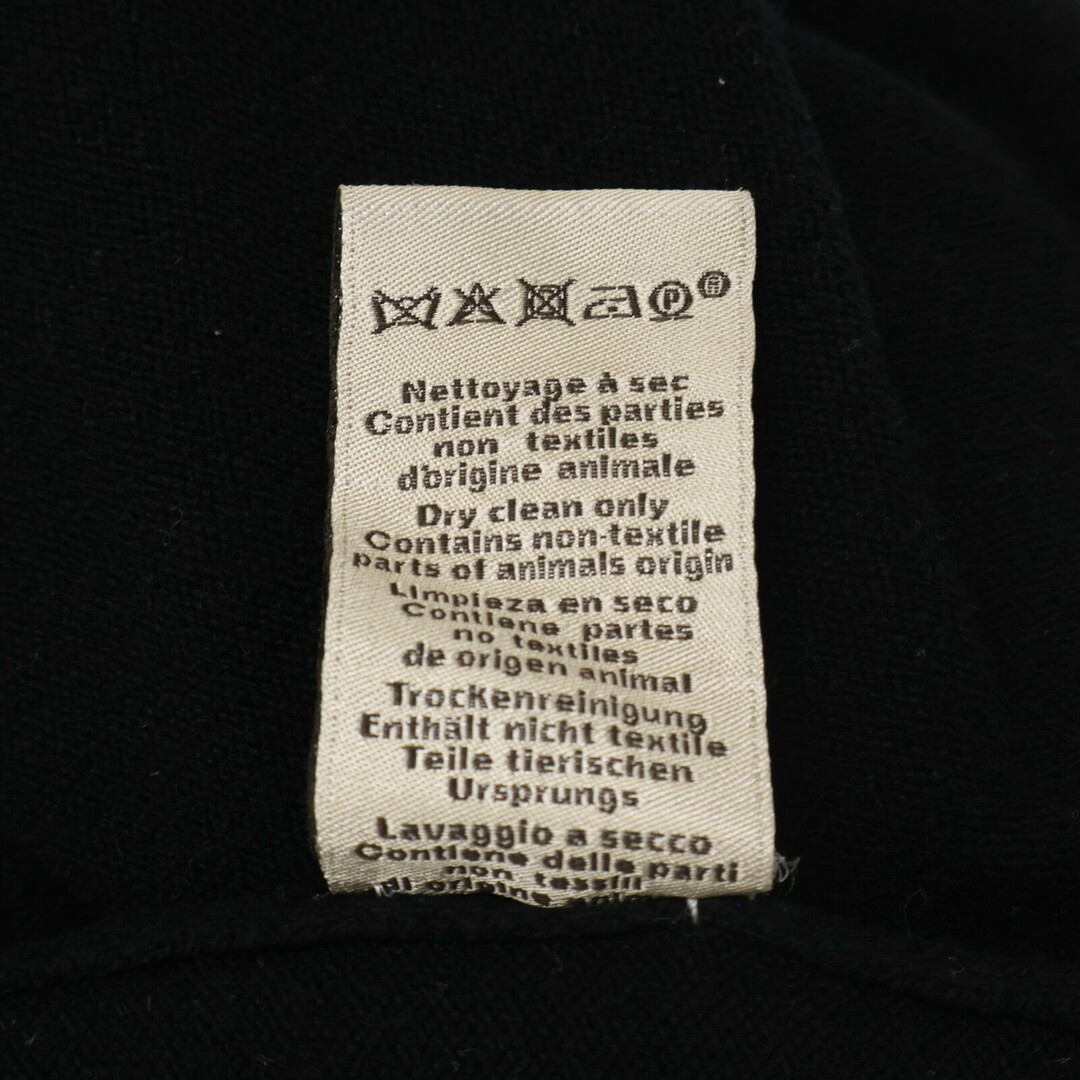 P
Nettoyage à sec
Contient des parties
non textiles
d'origine animale
Dry clean only
Contains non-textile
parts of animals origin
Limpieza en seco
Contiene partes
no textiles
de origen animal
Trockenreinigung
Enthält nicht textile
Teile tierischen
Ursprungs
Lavaggio a secco
Contiene delle parti
non tessili
di origine